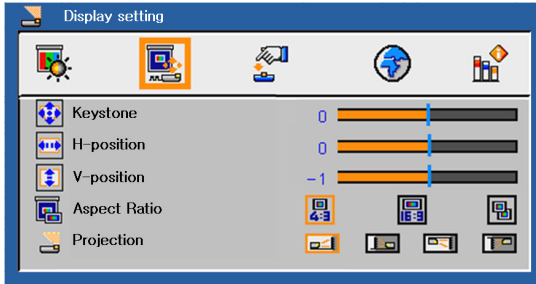 Display setting
Keystone 0
H-position 0
V-position -1
Aspect Ratio 4:3 16:9
Projection